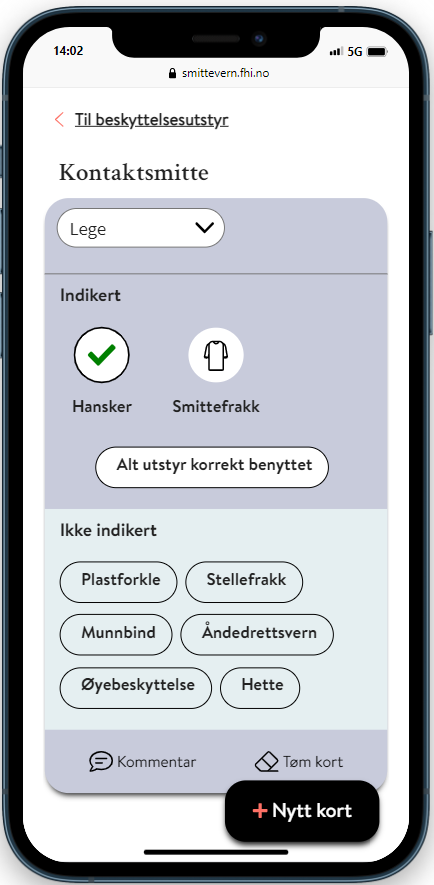 14:02 5G
smittevern.fhi.no
Til beskyttelsesutstyr
Kontaktsmitte
Lege
Indikert
Hansker Smittefrakk
Alt utstyr korrekt benyttet
Ikke indikert
Plastforkle Stellefrakk
Munnbind Åndedrettsvern
Øyebeskyttelse Hette
Kommentar Tøm kort
+ Nytt kort